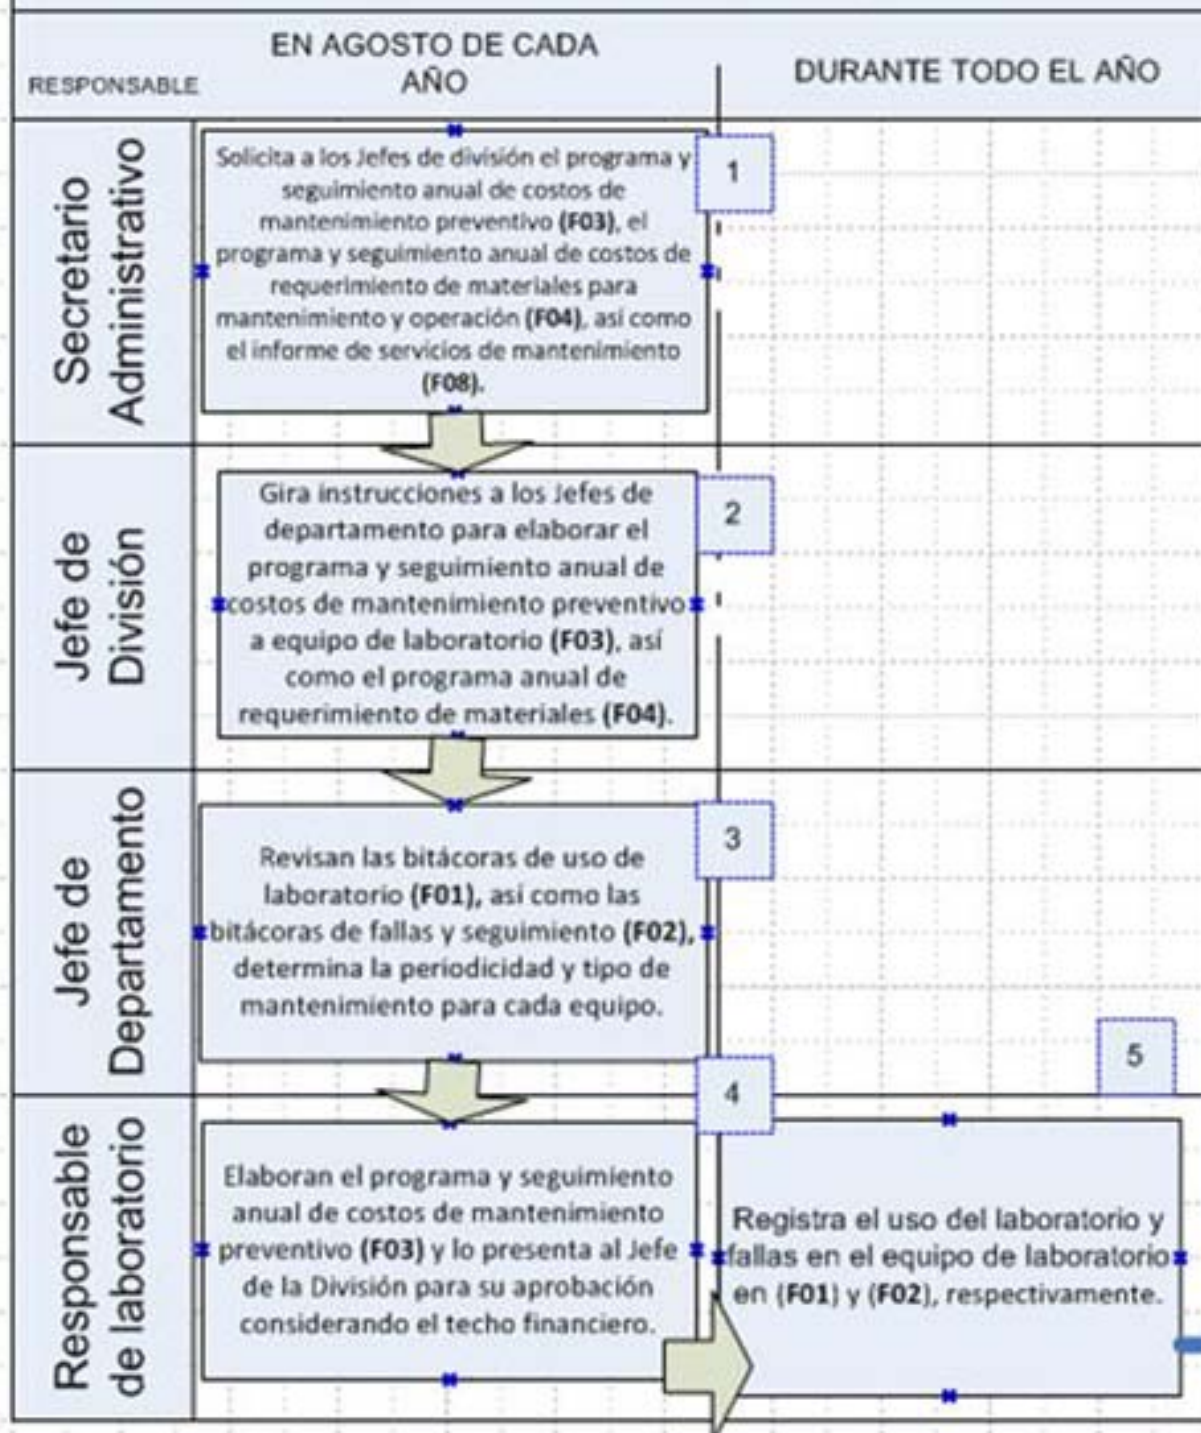 EN AGOSTO DE CADA
AÑO
RESPONSABLE
DURANTE TODO EL AÑO
Secretario
Administrativo
Solicita a los Jefes de división el programa y
seguimiento anual de costos de
mantenimiento preventivo (F03), el
programa y seguimiento anual de costos de
requerimiento de materiales para
mantenimiento y operación (F04), así como
el informe de servicios de mantenimiento
(F08).
1
Jefe de
División
Gira instrucciones a los Jefes de
departamento para elaborar el
programa y seguimiento anual de
costos de mantenimiento preventivo
a equipo de laboratorio (F03), así
como el programa anual de
requerimiento de materiales (F04).
2
Jefe de
Departamento
Revisan las bitácoras de uso de
laboratorio (F01), así como las
bitácoras de fallas y seguimiento (F02),
determina la periodicidad y tipo de
mantenimiento para cada equipo.
3
Responsable
de laboratorio
Elaboran el programa y seguimiento
anual de costos de mantenimiento
preventivo (F03) y lo presenta al Jefe
de la División para su aprobación
considerando el techo financiero.
4
5
Registra el uso del laboratorio y
fallas en el equipo de laboratorio
en (F01) y (F02), respectivamente.